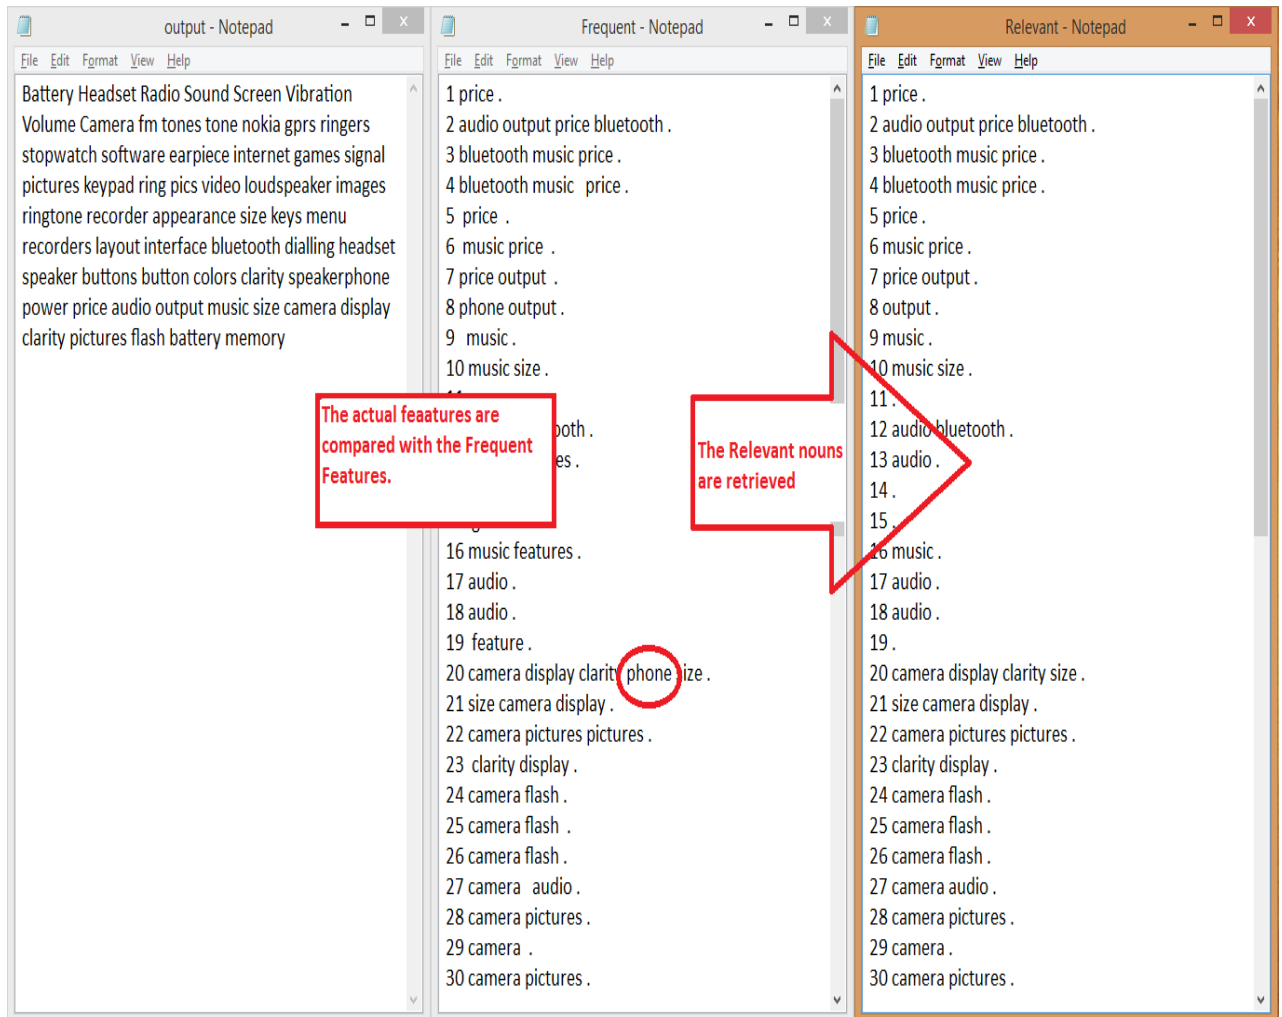 output - Notepad
File Edit Format View Help
Battery Headset Radio Sound Screen Vibration
Volume Camera fm tones tone nokia gprs ringers
stopwatch software earpiece internet games signal
pictures keypad ring pics video loudspeaker images
ringtone recorder appearance size keys menu
recorders layout interface bluetooth dialling headset
speaker buttons button colors clarity speakerphone
power price audio output music size camera display
clarity pictures flash battery memory
The actual feaatures are
compared with the Frequent
Features.
Frequent - Notepad
File Edit Format View Help
1 price .
2 audio output price bluetooth .
3 bluetooth music price .
4 bluetooth music price .
5 price .
6 music price .
7 price output .
8 phone output .
9 music .
10 music size .
ooth .
es .
16 music features .
17 audio .
18 audio .
19 feature .
20 camera display clarity phone size .
21 size camera display .
22 camera pictures pictures .
23 clarity display .
24 camera flash .
25 camera flash .
26 camera flash .
27 camera audio .
28 camera pictures .
29 camera .
30 camera pictures .
The Relevant nouns
are retrieved
Relevant - Notepad
File Edit Format View Help
1 price .
2 audio output price bluetooth .
3 bluetooth music price .
4 bluetooth music price .
5 price .
6 music price .
7 price output .
8 output .
9 music .
10 music size .
11 .
12 audio bluetooth .
13 audio .
14 .
15 .
16 music .
17 audio .
18 audio .
19 .
20 camera display clarity size .
21 size camera display .
22 camera pictures pictures .
23 clarity display .
24 camera flash .
25 camera flash .
26 camera flash .
27 camera audio .
28 camera pictures .
29 camera .
30 camera pictures .